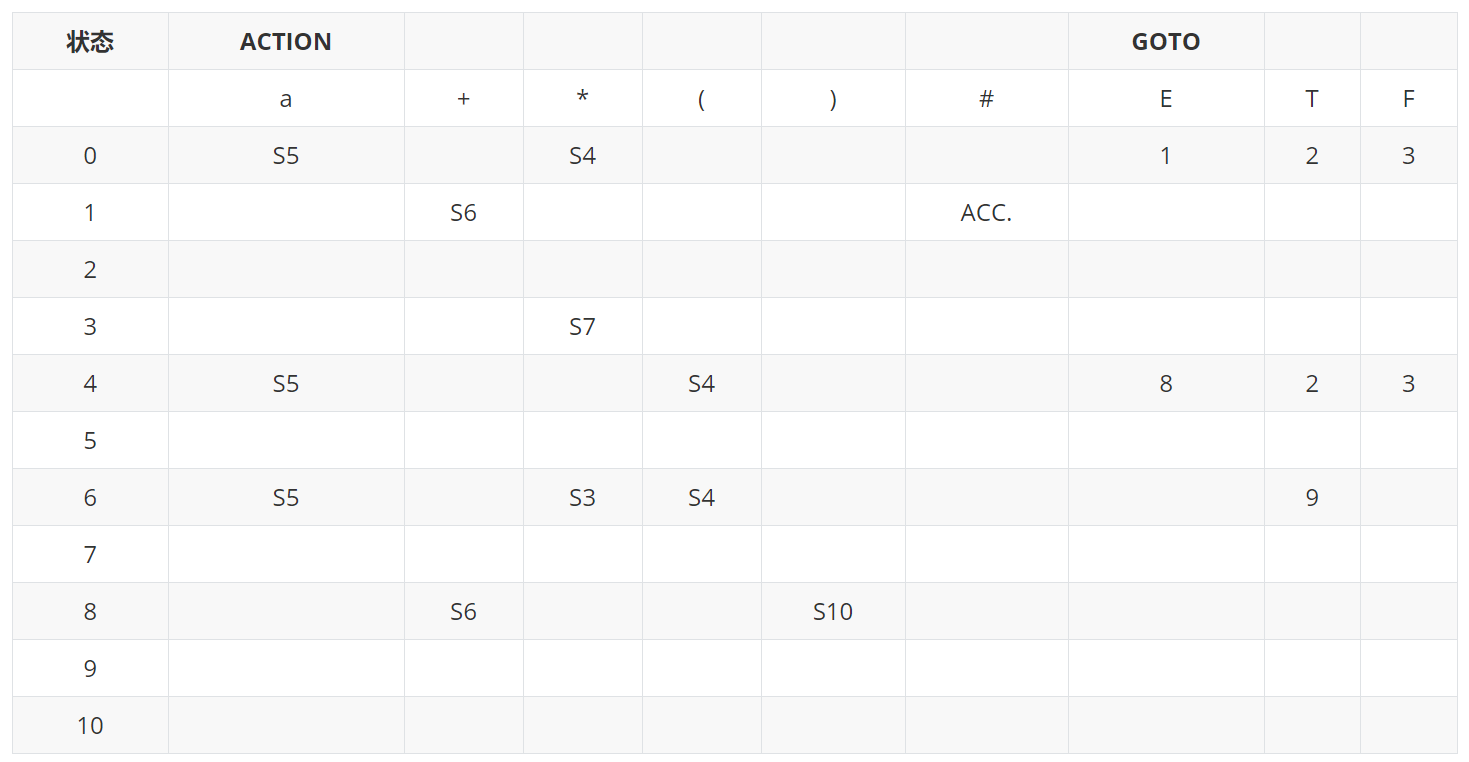 状态 ACTION GOTO
a + * ( ) # E T F
0 S5 S4 1 2 3
1 S6 ACC.
2
3 S7
4 S5 S4 8 2 3
5
6 S5 S3 S4 9
7
8 S6 S10
9
10